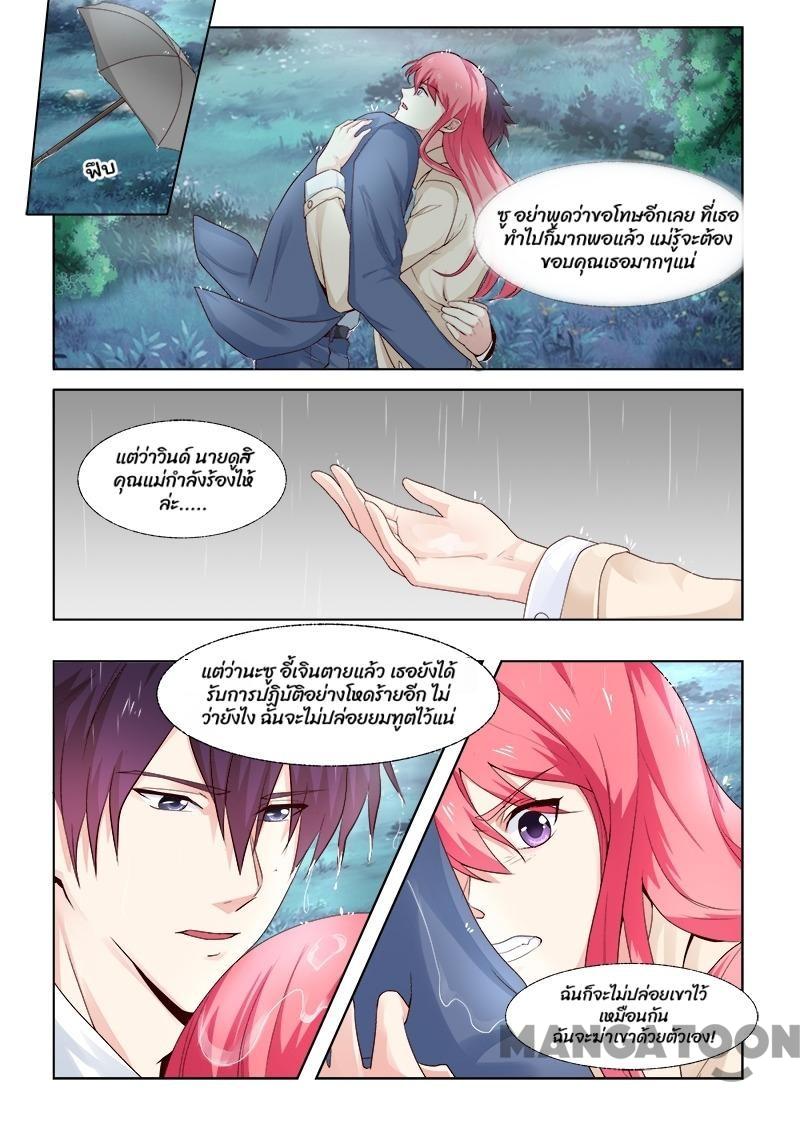 ฟึบ
ซู อย่าพูดว่าขอโทษอีกเลย ที่เธอ
ทำไปก็มากพอแล้ว แม่รู้จะต้อง
ขอบคุณเธอมากๆแน่
แต่ว่าวินด์ นายดูสิ
คุณแม่กำลังร้องไห้
ล่ะ.....
แต่ว่านะซู อี้เจินตายแล้ว เธอยังได้
รับการปฏิบัติอย่างโหดร้ายอีก ไม่
ว่ายังไง ฉันจะไม่ปล่อยยมทูตไว้แน่
ฉันก็จะไม่ปล่อยเขาไว้
เหมือนกัน
ฉันจะฆ่าเขาด้วยตัวเอง!
MANGATOON